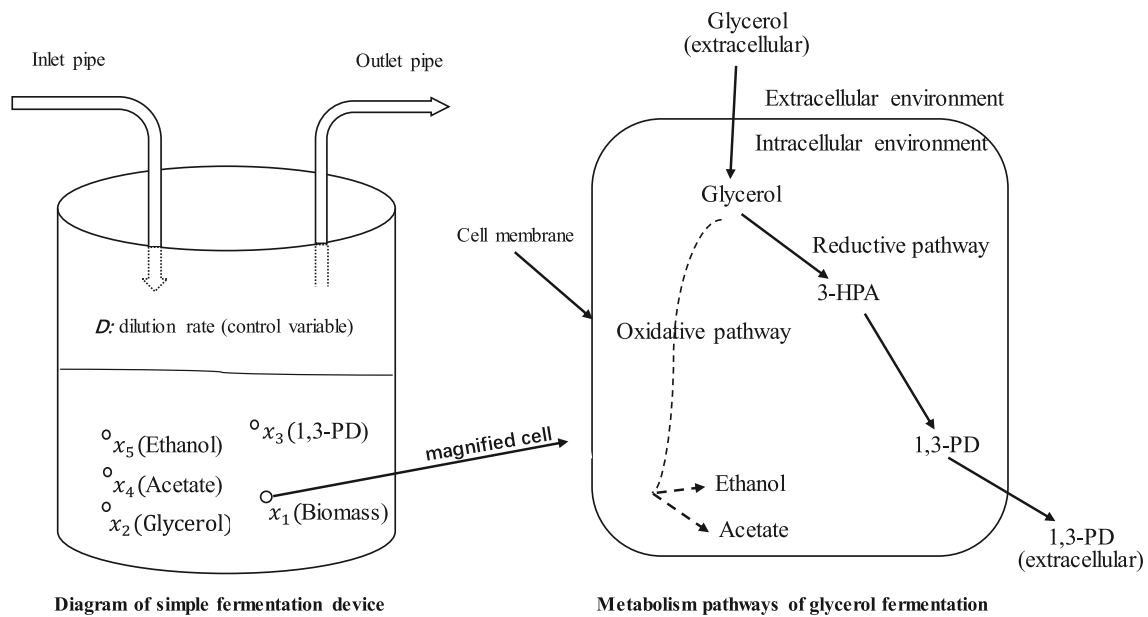 Inlet pipe
Outlet pipe
D: dilution rate (control variable)
x₅(Ethanol)
x₃(1,3-PD)
x₄(Acetate)
x₂(Glycerol)
x₁(Biomass)
magnified cell
Diagram of simple fermentation device
Glycerol
(extracellular)
Extracellular environment
Intracellular environment
Glycerol
Cell membrane
Reductive pathway
3-HPA
Oxidative pathway
1,3-PD
Ethanol
Acetate
1,3-PD
(extracellular)
Metabolism pathways of glycerol fermentation